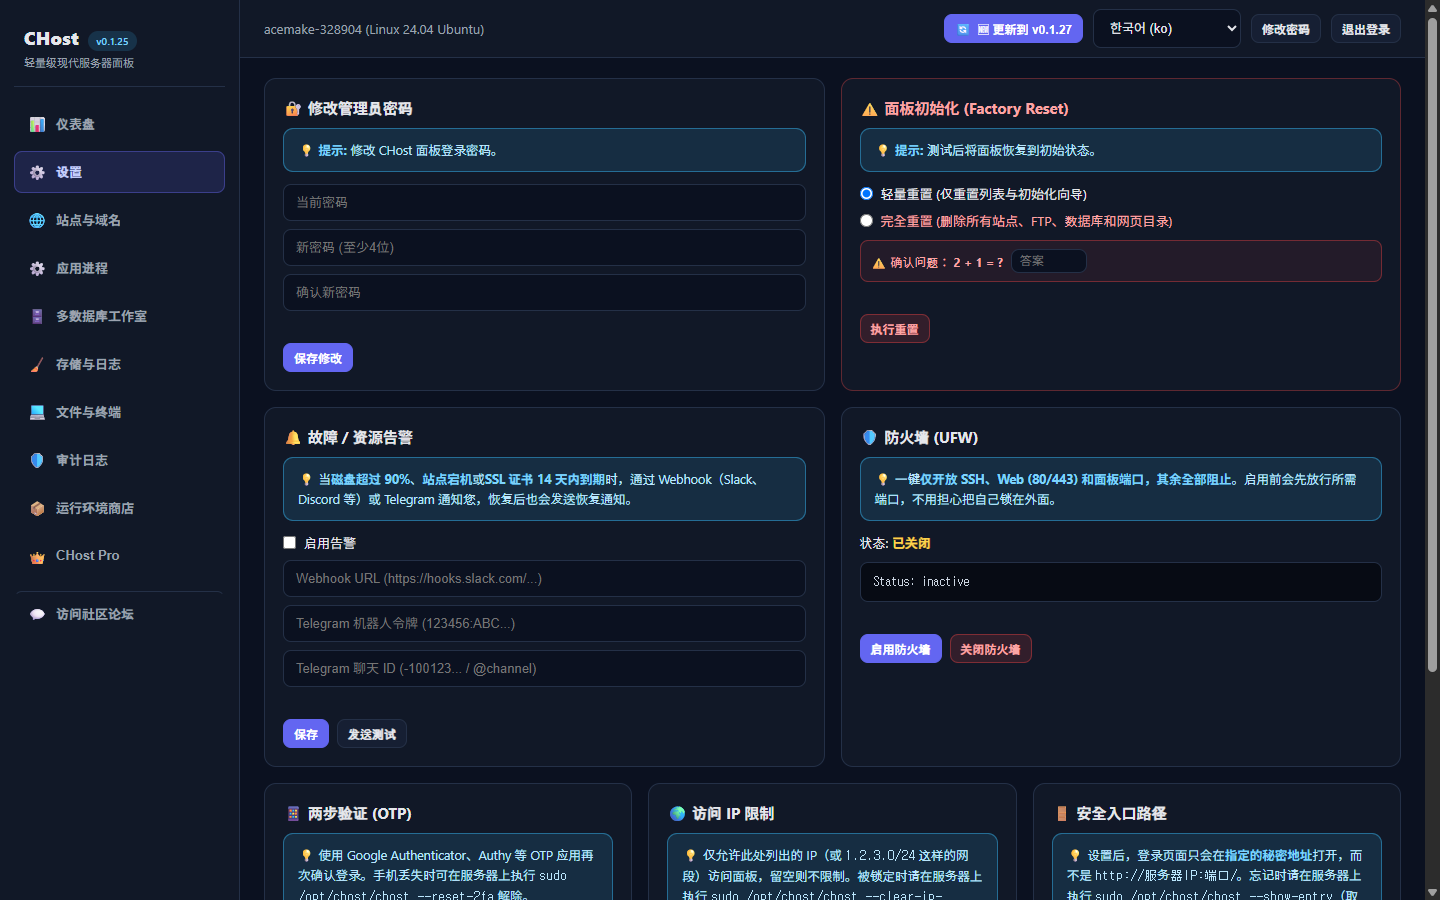 CHost v0.1.25
轻量级现代服务器面板
仪表盘
设置
站点与域名
应用进程
多数据库工作室
存储与日志
文件与终端
审计日志
运行环境商店
CHost Pro
访问社区论坛
acemake-328904 (Linux 24.04 Ubuntu)
更新到 v0.1.27
한국어 (ko)
修改密码
退出登录
修改管理员密码
提示: 修改 CHost 面板登录密码。
当前密码
新密码 (至少4位)
确认新密码
保存修改
面板初始化 (Factory Reset)
提示: 测试后将面板恢复到初始状态。
轻量重置 (仅重置列表与初始化向导)
完全重置 (删除所有站点、FTP、数据库和网页目录)
确认问题: 2 + 1 = ? 答案
执行重置
故障 / 资源告警
当磁盘超过 90%、站点宕机或SSL 证书 14 天内到期时，通过 Webhook（Slack、
Discord 等）或 Telegram 通知您，恢复后也会发送恢复通知。
启用告警
Webhook URL (https://hooks.slack.com/...)
Telegram 机器人令牌 (123456:ABC...)
Telegram 聊天 ID (-100123... / @channel)
保存
发送测试
防火墙 (UFW)
一键仅开放 SSH、Web (80/443) 和面板端口，其余全部阻止。启用前会先放行所需
端口，不用担心把自己锁在外面。
状态: 已关闭
Status: inactive
启用防火墙
关闭防火墙
两步验证 (OTP)
使用 Google Authenticator、Authy 等 OTP 应用再
次确认登录。手机丢失时可在服务器上执行 sudo
/opt/chost/chost --reset-2fa 解除。
访问 IP 限制
仅允许此处列出的 IP（或 1.2.3.0/24 这样的网
段）访问面板，留空则不限制。被锁定时请在服务器上
执行 sudo /opt/chost/chost --clear-ip-
安全入口路径
设置后，登录页面只会在指定的秘密地址打开，而
不是 http://服务器IP:端口/。忘记时请在服务器上
执行 sudo /opt/chost/chost --show-entry（取